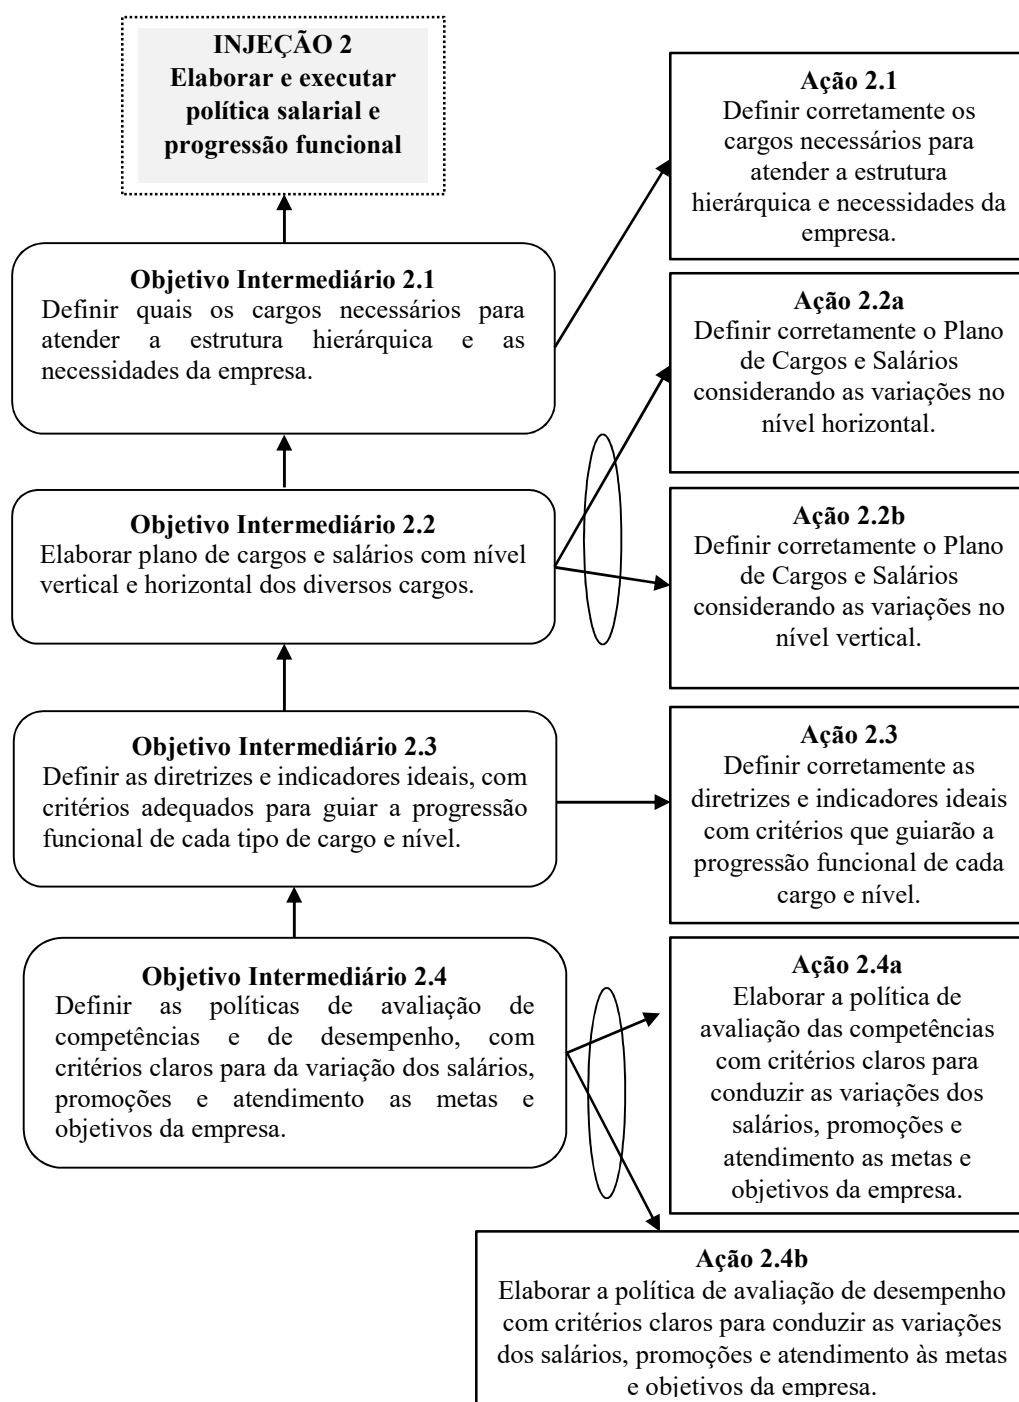 INJEÇÃO 2
Elaborar e executar
política salarial e
progressão funcional
Ação 2.1
Definir corretamente os
cargos necessários para
atender a estrutura
hierárquica e necessidades da
empresa.
Objetivo Intermediário 2.1
Definir quais os cargos necessários para
atender a estrutura hierárquica e as
necessidades da empresa.
Ação 2.2a
Definir corretamente o Plano
de Cargos e Salários
considerando as variações no
nível horizontal.
Objetivo Intermediário 2.2
Elaborar plano de cargos e salários com nível
vertical e horizontal dos diversos cargos.
Ação 2.2b
Definir corretamente o Plano
de Cargos e Salários
considerando as variações no
nível vertical.
Objetivo Intermediário 2.3
Definir as diretrizes e indicadores ideais, com
critérios adequados para guiar a progressão
funcional de cada tipo de cargo e nível.
Ação 2.3
Definir corretamente as
diretrizes e indicadores ideais
com critérios que guiarão a
progressão funcional de cada
cargo e nível.
Objetivo Intermediário 2.4
Definir as políticas de avaliação de
competências e de desempenho, com
critérios claros para da variação dos salários,
promoções e atendimento as metas e
objetivos da empresa.
Ação 2.4a
Elaborar a política de
avaliação das competências
com critérios claros para
conduzir as variações dos
salários, promoções e
atendimento as metas e
objetivos da empresa.
Ação 2.4b
Elaborar a política de avaliação de desempenho
com critérios claros para conduzir as variações
dos salários, promoções e atendimento às metas
e objetivos da empresa.